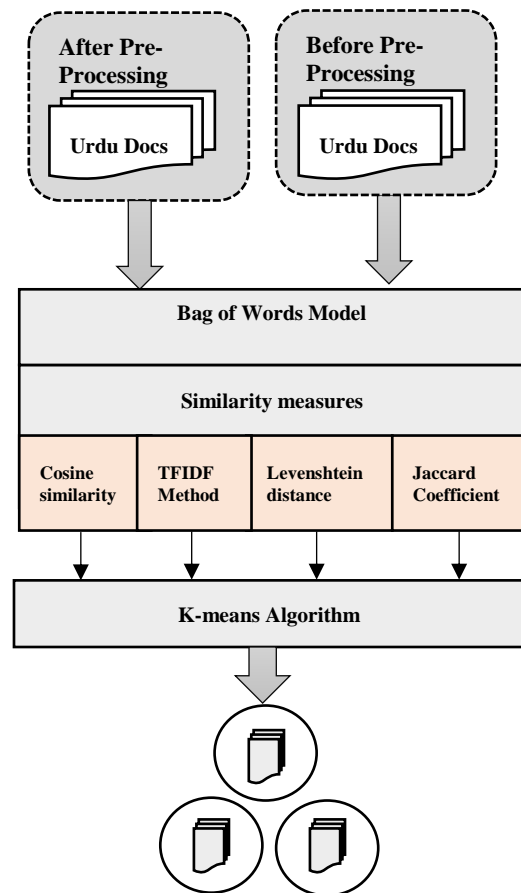 After Pre-
Processing
Urdu Docs
Before Pre-
Processing
Urdu Docs
Bag of Words Model
Similarity measures
Cosine
similarity
TFIDF
Method
Levenshtein
distance
Jaccard
Coefficient
K-means Algorithm